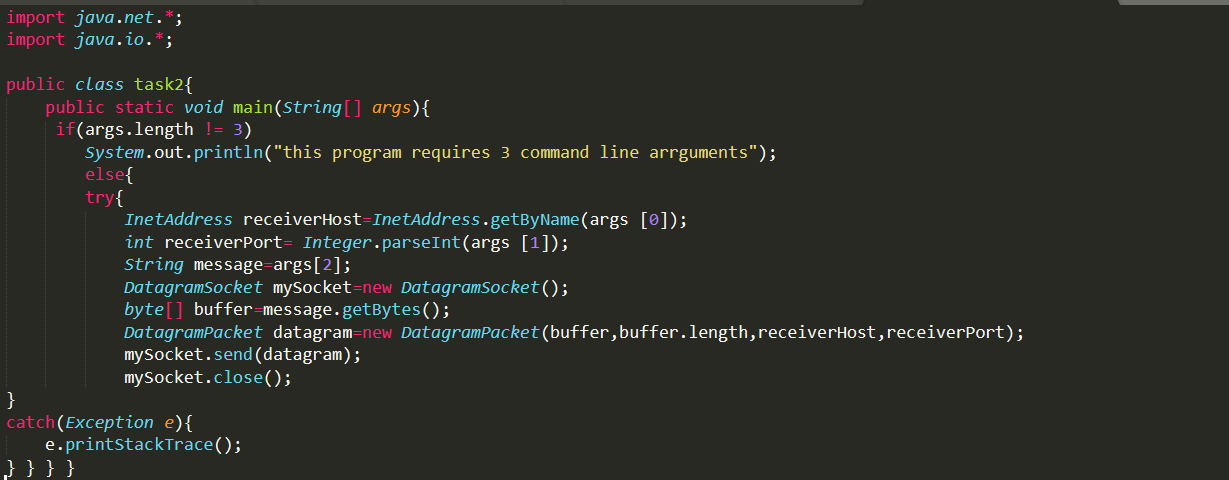 import java.net.*;
import java.io.*;
public class task2{
public static void main(String[] args){
if(args.length != 3)
System.out.println("this program requires 3 command line arrguments");
else{
try{
InetAddress receiverHost=InetAddress.getByName(args [0]);
int receiverPort= Integer.parseInt(args [1]);
String message=args[2];
DatagramSocket mySocket=new DatagramSocket();
byte[] buffer=message.getBytes();
DatagramPacket datagram=new DatagramPacket(buffer,buffer.length,receiverHost,receiverPort);
mySocket.send(datagram);
mySocket.close();
}
catch(Exception e){
e.printStackTrace();
} } } }